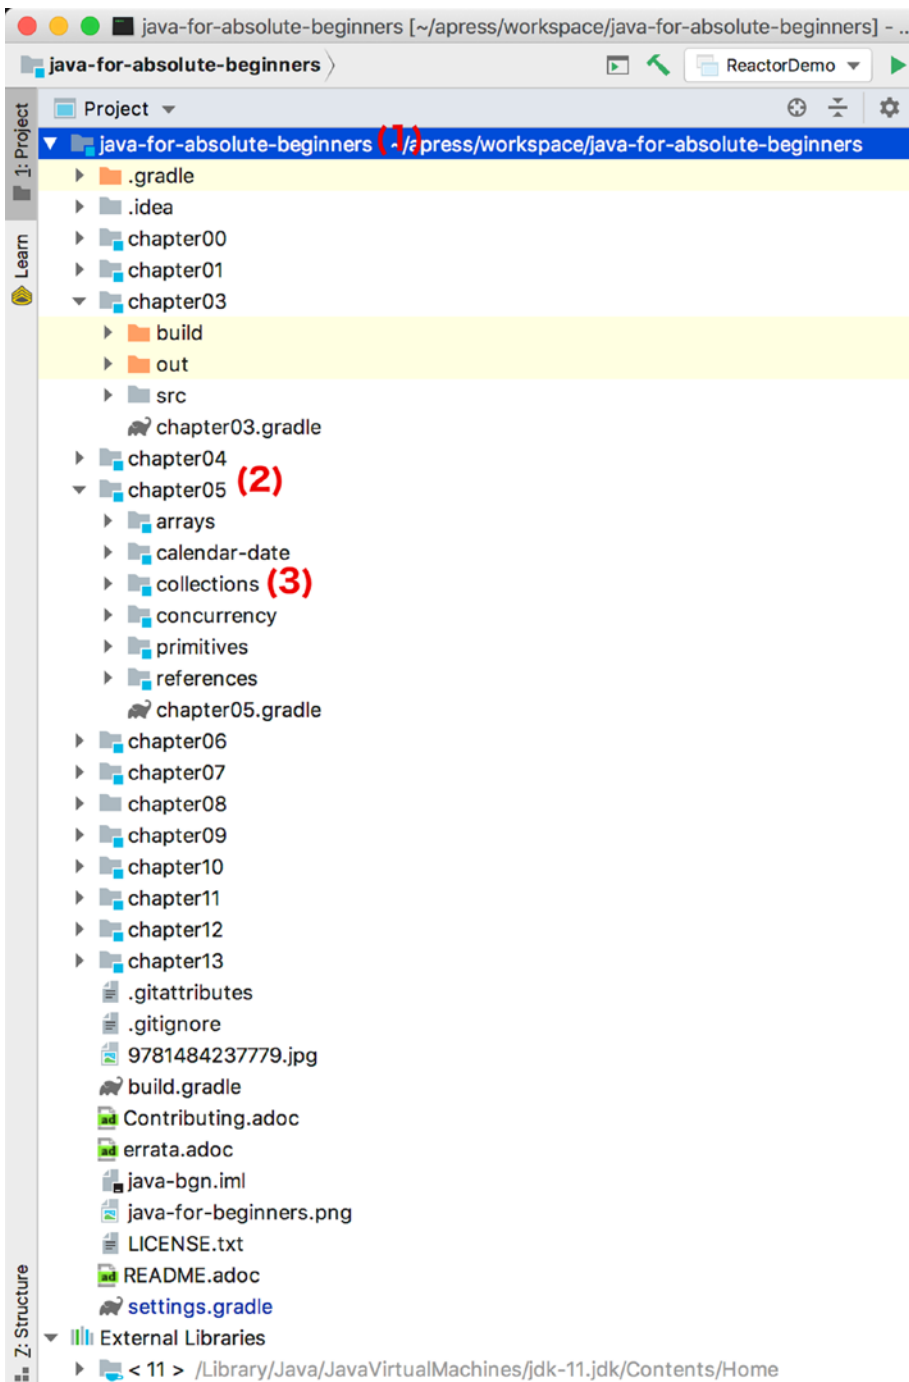 java-for-absolute-beginners [~/apress/workspace/java-for-absolute-beginners] - ...
java-for-absolute-beginners
ReactorDemo
1: Project
Learn
Z: Structure
Project
java-for-absolute-beginners (1) ~/apress/workspace/java-for-absolute-beginners
.gradle
.idea
chapter00
chapter01
chapter03
build
out
src
chapter03.gradle
chapter04
chapter05 (2)
arrays
calendar-date
collections (3)
concurrency
primitives
references
chapter05.gradle
chapter06
chapter07
chapter08
chapter09
chapter10
chapter11
chapter12
chapter13
.gitattributes
.gitignore
9781484237779.jpg
build.gradle
ad Contributing.adoc
ad errata.adoc
java-bgn.iml
java-for-beginners.png
LICENSE.txt
ad README.adoc
settings.gradle
External Libraries
< 11 > /Library/Java/JavaVirtualMachines/jdk-11.jdk/Contents/Home